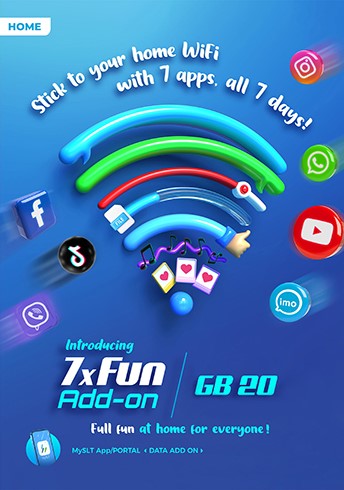 HOME
Stick to your home WiFi
with 7 apps, all 7 days!
imo
Introducing
7xFun
Add-on
GB 20
Full fun at home for everyone!
MySLT App/PORTAL < DATA ADD ON >